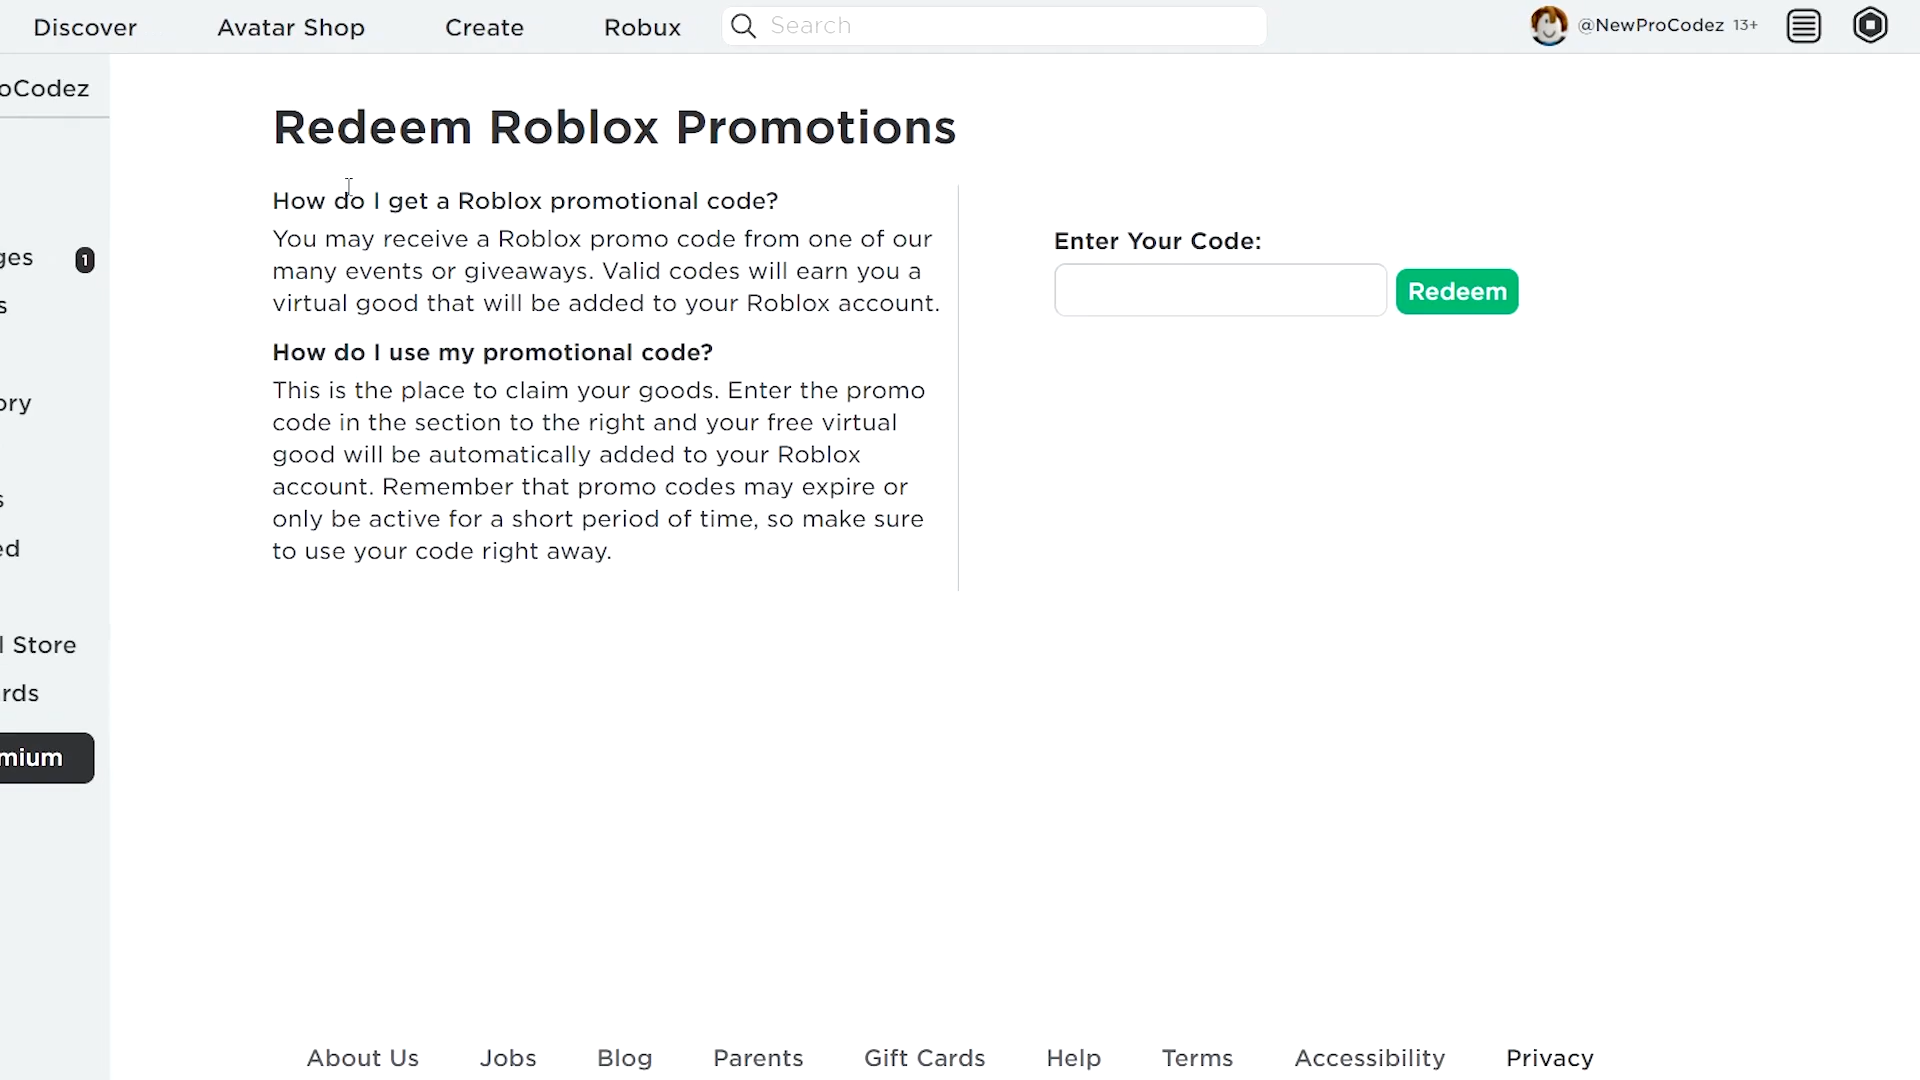 Discover Avatar Shop Create Robux Search @NewProCodez 13+
oCodez
Redeem Roblox Promotions
How do I get a Roblox promotional code?
You may receive a Roblox promo code from one of our
many events or giveaways. Valid codes will earn you a
virtual good that will be added to your Roblox account.
How do I use my promotional code?
This is the place to claim your goods. Enter the promo
code in the section to the right and your free virtual
good will be automatically added to your Roblox
account. Remember that promo codes may expire or
only be active for a short period of time, so make sure
to use your code right away.
Enter Your Code:
Redeem
ges 1
s
ory
s
ed
l Store
rds
mium
About Us Jobs Blog Parents Gift Cards Help Terms Accessibility Privacy